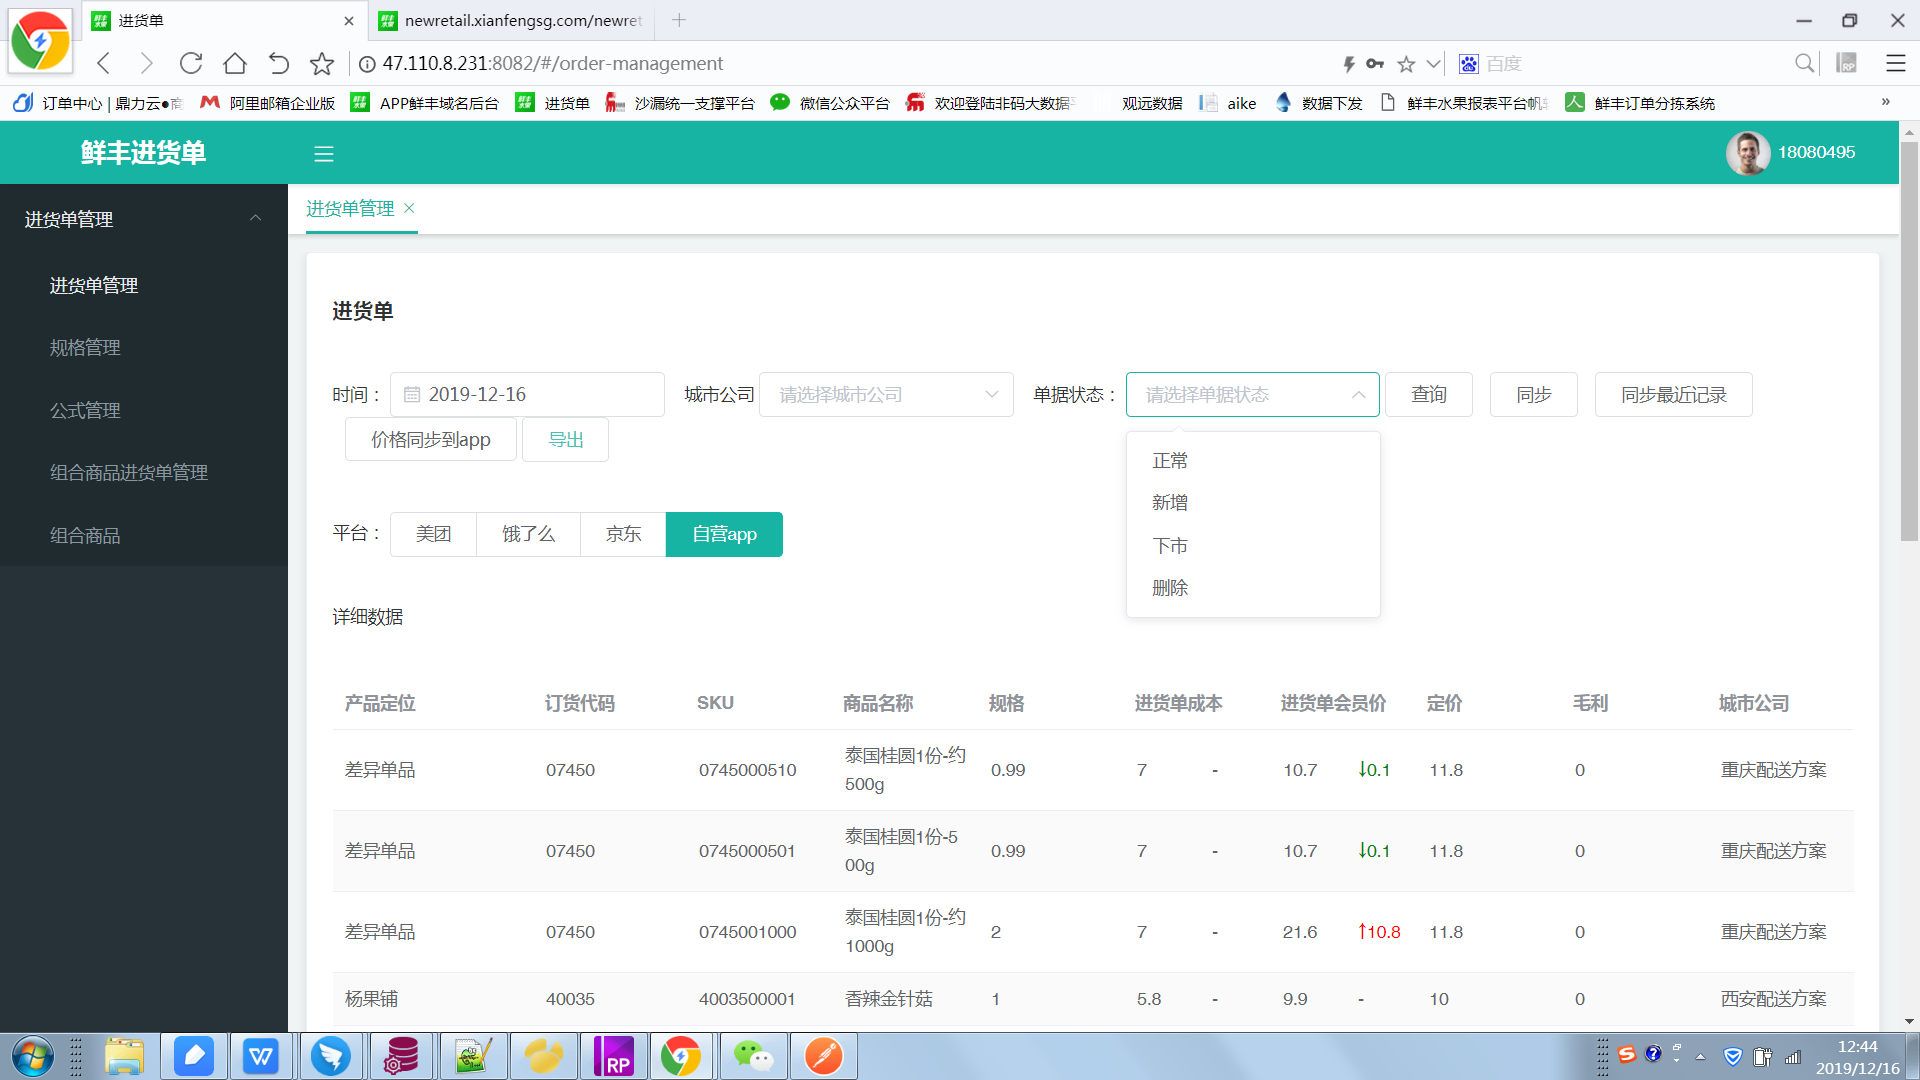 进货单
newretail.xianfengsg.com/newret
47.110.8.231:8082/#/order-management
百度
订单中心 | 鼎力云●商
阿里邮箱企业版
APP鲜丰域名后台
进货单
沙漏统一支撑平台
微信公众平台
欢迎登陆非码大数据
观远数据
aike
数据下发
鲜丰水果报表平台帆
鲜丰订单分拣系统
»
鲜丰进货单
18080495
进货单管理
进货单管理
规格管理
公式管理
组合商品进货单管理
组合商品
进货单管理
进货单
时间：
2019-12-16
城市公司
请选择城市公司
单据状态：
请选择单据状态
查询
同步
同步最近记录
价格同步到app
导出
正常
新增
下市
删除
平台：
美团
饿了么
京东
自营app
详细数据
产品定位 订货代码 SKU 商品名称 规格 进货单成本 进货单会员价 定价 毛利 城市公司
差异单品 07450 0745000510 泰国桂圆1份-约 0.99 7 - 10.7 ↓0.1 11.8 0 重庆配送方案
500g
差异单品 07450 0745000501 泰国桂圆1份-5 0.99 7 - 10.7 ↓0.1 11.8 0 重庆配送方案
00g
差异单品 07450 0745001000 泰国桂圆1份-约 2 7 - 21.6 ↑10.8 11.8 0 重庆配送方案
1000g
杨果铺 40035 4003500001 香辣金针菇 1 5.8 - 9.9 - 10 0 西安配送方案
RP
12:44
2019/12/16